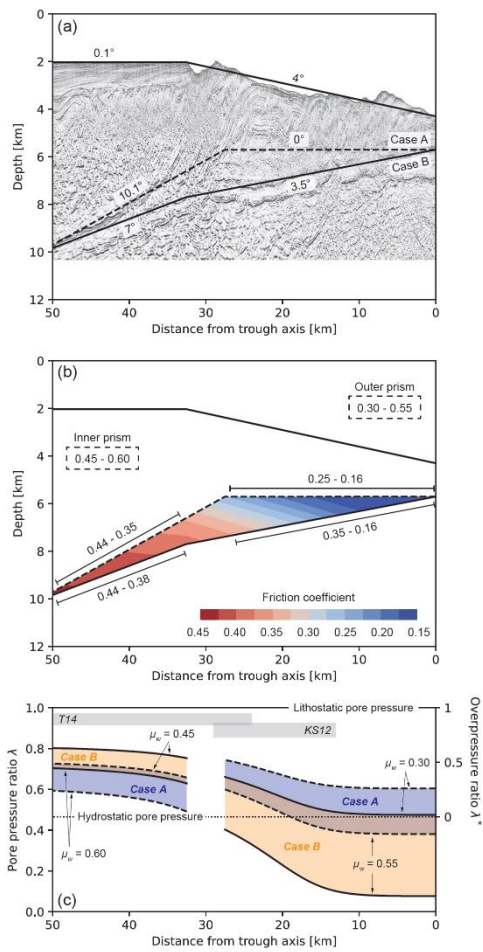 (a)
0.1°
4°
0°
Case A
Case B
10.1°
7°
3.5°
Depth [km]
0
2
4
6
8
10
12
50
40
30
20
10
0
Distance from trough axis [km]
(b)
Outer prism
0.30 - 0.55
Inner prism
0.45 - 0.60
0.25 - 0.16
0.44 - 0.35
0.35 - 0.16
0.44 - 0.38
Friction coefficient
0.45 0.40 0.35 0.30 0.25 0.20 0.15
Depth [km]
0
2
4
6
8
10
12
50
40
30
20
10
0
Distance from trough axis [km]
Lithostatic pore pressure
T14
KS12
μw = 0.45
Case B
Case A
μw = 0.30
Case A
Hydrostatic pore pressure
μw = 0.60
Case B
μw = 0.55
(c)
Pore pressure ratio λ
1.0
0.8
0.6
0.4
0.2
0.0
Overpressure ratio λ*
1
0.5
0
50
40
30
20
10
0
Distance from trough axis [km]